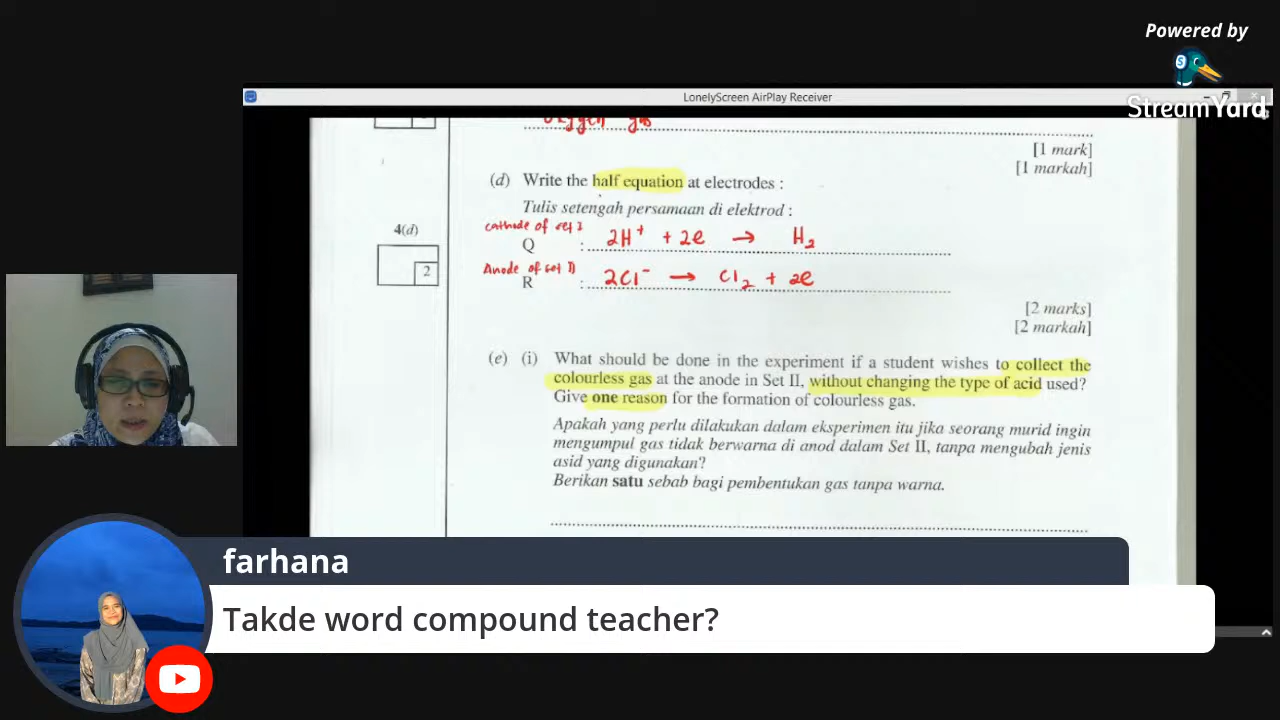 Powered by
StreamYard
LonelyScreen AirPlay Receiver
oxygen gas
[1 mark]
[1 markah]
(d) Write the half equation at electrodes :
Tulis setengah persamaan di elektrod :
4(d)
2
cathode of set I
Q : 2H⁺ + 2e → H₂
Anode of set II
R : 2Cl⁻ → Cl₂ + 2e
[2 marks]
[2 markah]
(e) (i) What should be done in the experiment if a student wishes to collect the
colourless gas at the anode in Set II, without changing the type of acid used?
Give one reason for the formation of colourless gas.
Apakah yang perlu dilakukan dalam eksperimen itu jika seorang murid ingin
mengumpul gas tidak berwarna di anod dalam Set II, tanpa mengubah jenis
asid yang digunakan?
Berikan satu sebab bagi pembentukan gas tanpa warna.
farhana
Takde word compound teacher?